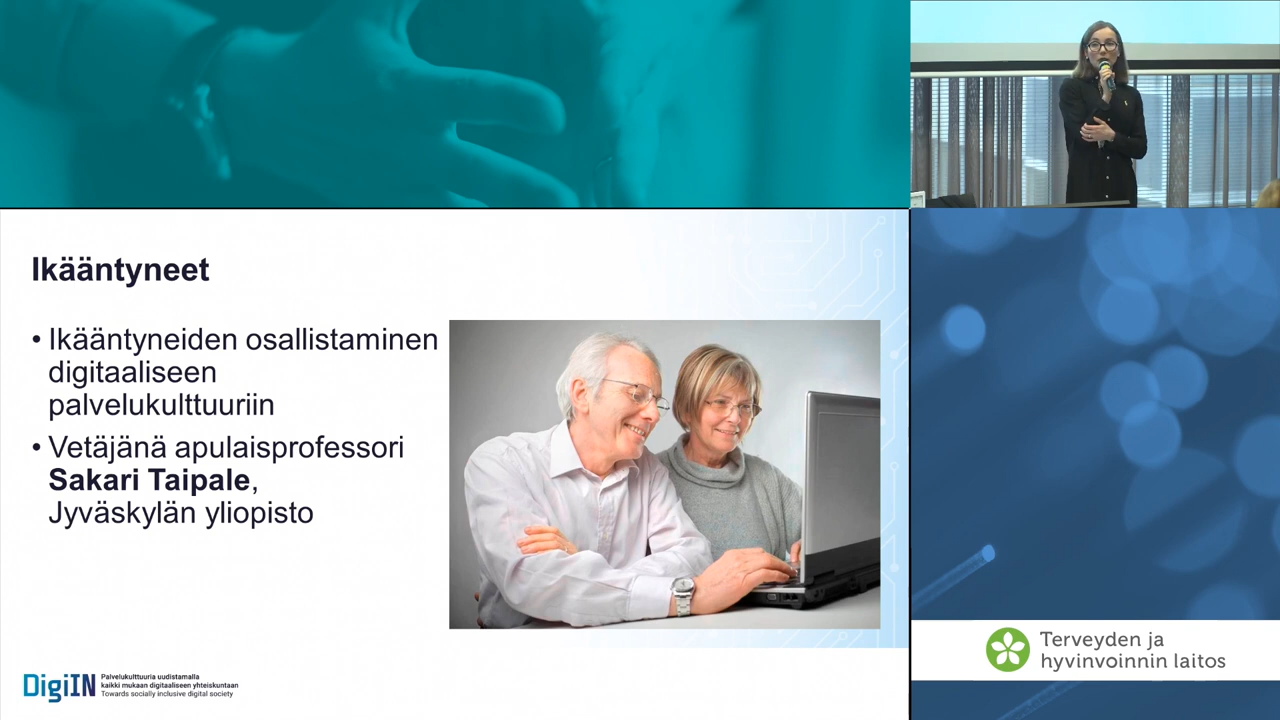 Ikääntyneet
• Ikääntyneiden osallistaminen
digitaaliseen
palvelukulttuuriin
• Vetäjänä apulaisprofessori
Sakari Taipale,
Jyväskylän yliopisto
DigiIN
Palvelukulttuuria uudistamalla
kaikki mukaan digitaaliseen yhteiskuntaan
Towards socially inclusive digital society
Terveyden ja
hyvinvoinnin laitos